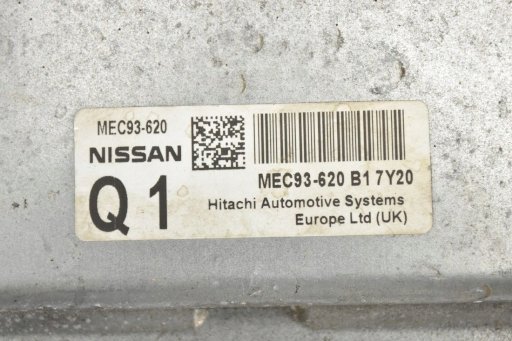 MEC93-620
NISSAN
Q1
MEC93-620 B1 7Y20
Hitachi Automotive Systems
Europe Ltd (UK)